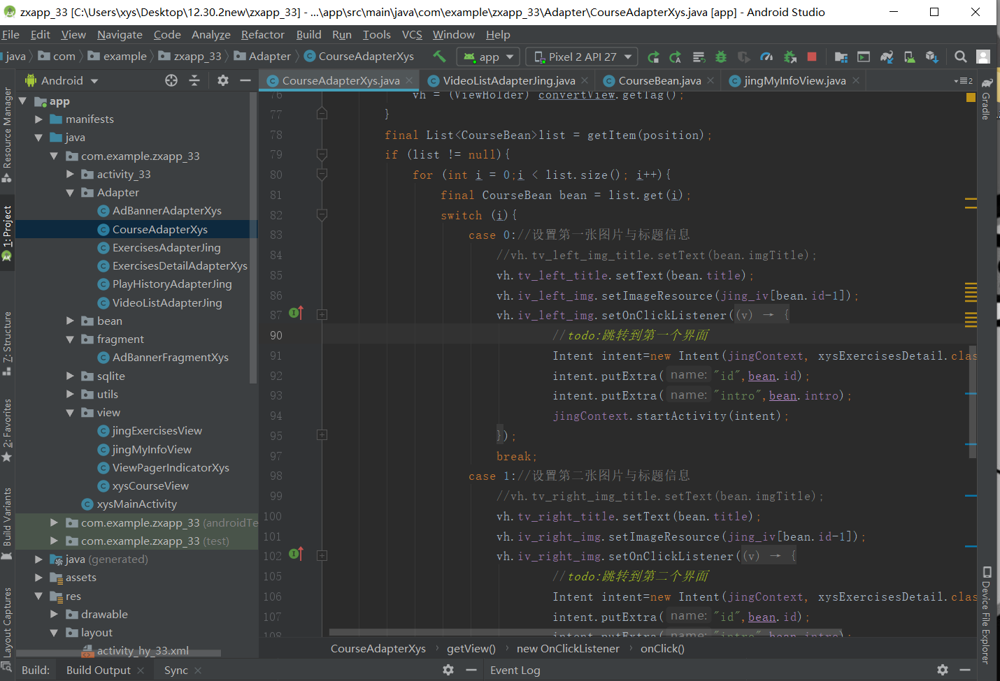 zxapp_33 [C:\Users\xys\Desktop\12.30.2new\zxapp_33] - ...\app\src\main\java\com\example\zxapp_33\Adapter\CourseAdapterXys.java [app] - Android Studio
File Edit View Navigate Code Analyze Refactor Build Run Tools VCS Window Help
java com example zxapp_33 Adapter CourseAdapterXys app Pixel 2 API 27
Android
CourseAdapterXys.java VideoListAdapterJing.java CourseBean.java jingMyInfoView.java 2
Resource Manager
1: Project
7: Structure
2: Favorites
Build Variants
Layout Captures
app
manifests
java
com.example.zxapp_33
activity_33
Adapter
AdBannerAdapterXys
CourseAdapterXys
ExercisesAdapterJing
ExercisesDetailAdapterXys
PlayHistoryAdapterJing
VideoListAdapterJing
bean
fragment
AdBannerFragmentXys
sqlite
utils
view
jingExercisesView
jingMyInfoView
ViewPagerIndicatorXys
xysCourseView
xysMainActivity
com.example.zxapp_33 (androidTe
com.example.zxapp_33 (test)
java (generated)
assets
res
drawable
layout
activity_hy_33.xml
76 vh = (ViewHolder) convertView.getTag();
77 }
78 final List<CourseBean>list = getItem(position);
79 if (list != null){
80 for (int i = 0;i < list.size(); i++){
81 final CourseBean bean = list.get(i);
82 switch (i){
83 case 0://设置第一张图片与标题信息
84 //vh.tv_left_img_title.setText(bean.imgTitle);
85 vh.tv_left_title.setText(bean.title);
86 vh.iv_left_img.setImageResource(jing_iv[bean.id-1]);
87 vh.iv_left_img.setOnClickListener((v) → {
90 //todo:跳转到第一个界面
91 Intent intent=new Intent(jingContext, xysExercisesDetail.clas
92 intent.putExtra( name: "id",bean.id);
93 intent.putExtra( name: "intro",bean.intro);
94 jingContext.startActivity(intent);
95 });
97 break;
98 case 1://设置第二张图片与标题信息
99 //vh.tv_right_img_title.setText(bean.imgTitle);
100 vh.tv_right_title.setText(bean.title);
101 vh.iv_right_img.setImageResource(jing_iv[bean.id-1]);
102 vh.iv_right_img.setOnClickListener((v) → {
105 //todo:跳转到第二个界面
106 Intent intent=new Intent(jingContext, xysExercisesDetail.clas
107 intent.putExtra( name: "id",bean.id);
108 intent.putExtra( name: "intro",bean.intro);
Gradle
Device File Explorer
CourseAdapterXys getView() new OnClickListener onClick()
Build: Build Output Sync Event Log